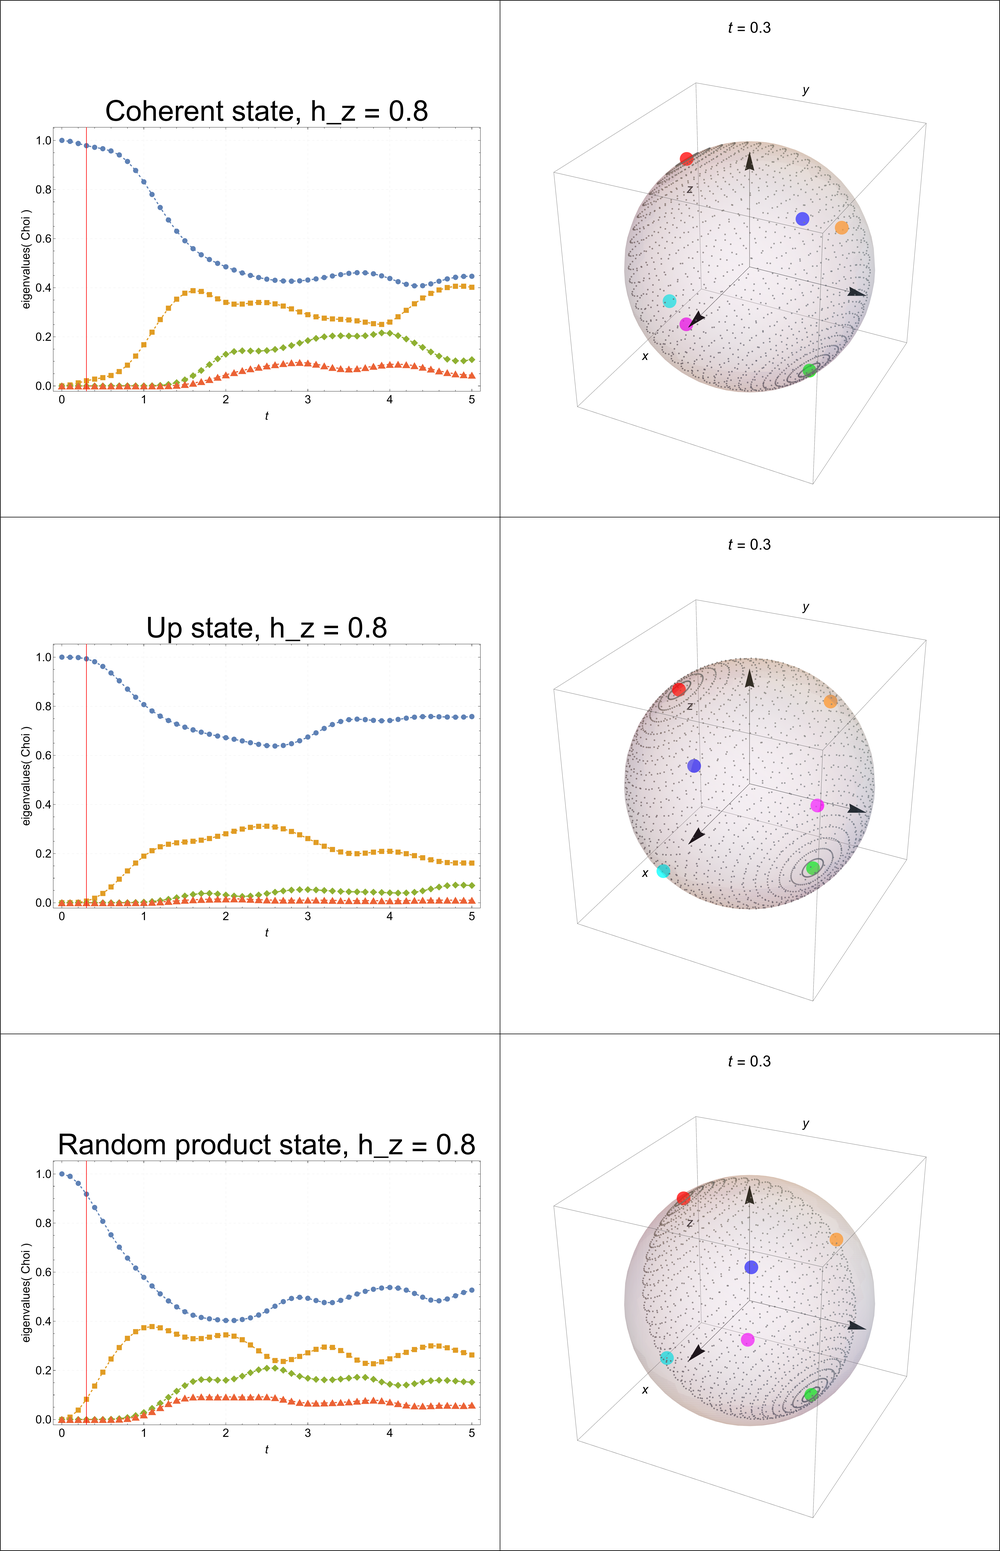 Coherent state, h_z = 0.8
1.0
0.8
0.6
0.4
0.2
0.0
eigenvalues( Choi )
0 1 2 3 4 5
t
t = 0.3
y
z
x
Up state, h_z = 0.8
1.0
0.8
0.6
0.4
0.2
0.0
eigenvalues( Choi )
0 1 2 3 4 5
t
t = 0.3
y
z
x
Random product state, h_z = 0.8
1.0
0.8
0.6
0.4
0.2
0.0
eigenvalues( Choi )
0 1 2 3 4 5
t
t = 0.3
y
z
x